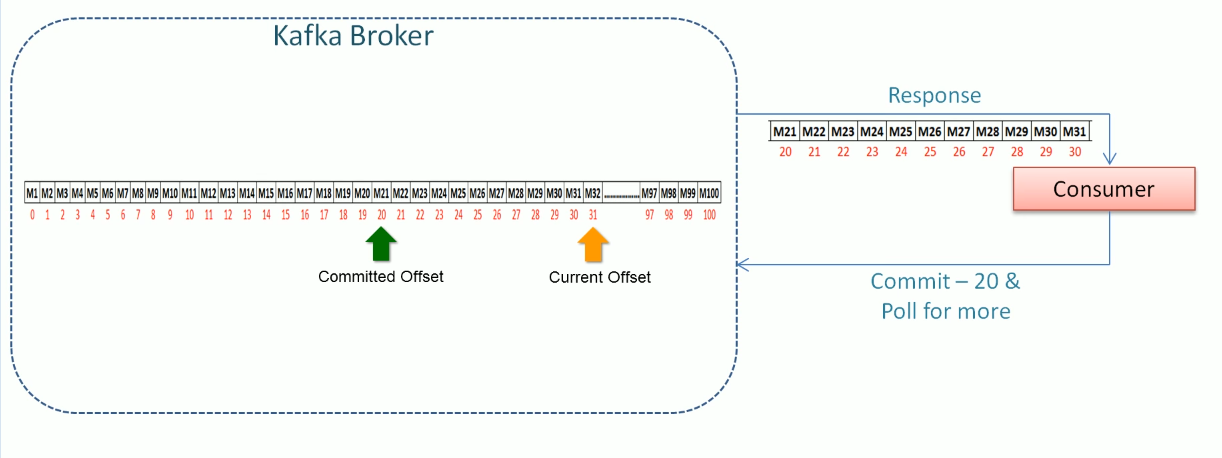 Kafka Broker
Response
M21 M22 M23 M24 M25 M26 M27 M28 M29 M30 M31
20 21 22 23 24 25 26 27 28 29 30
Consumer
M1 M2 M3 M4 M5 M6 M7 M8 M9 M10 M11 M12 M13 M14 M15 M16 M17 M18 M19 M20 M21 M22 M23 M24 M25 M26 M27 M28 M29 M30 M31 M32 .................. M97 M98 M99 M100
0 1 2 3 4 5 6 7 8 9 10 11 12 13 14 15 16 17 18 19 20 21 22 23 24 25 26 27 28 29 30 31 97 98 99 100
Committed Offset
Current Offset
Commit – 20 &
Poll for more